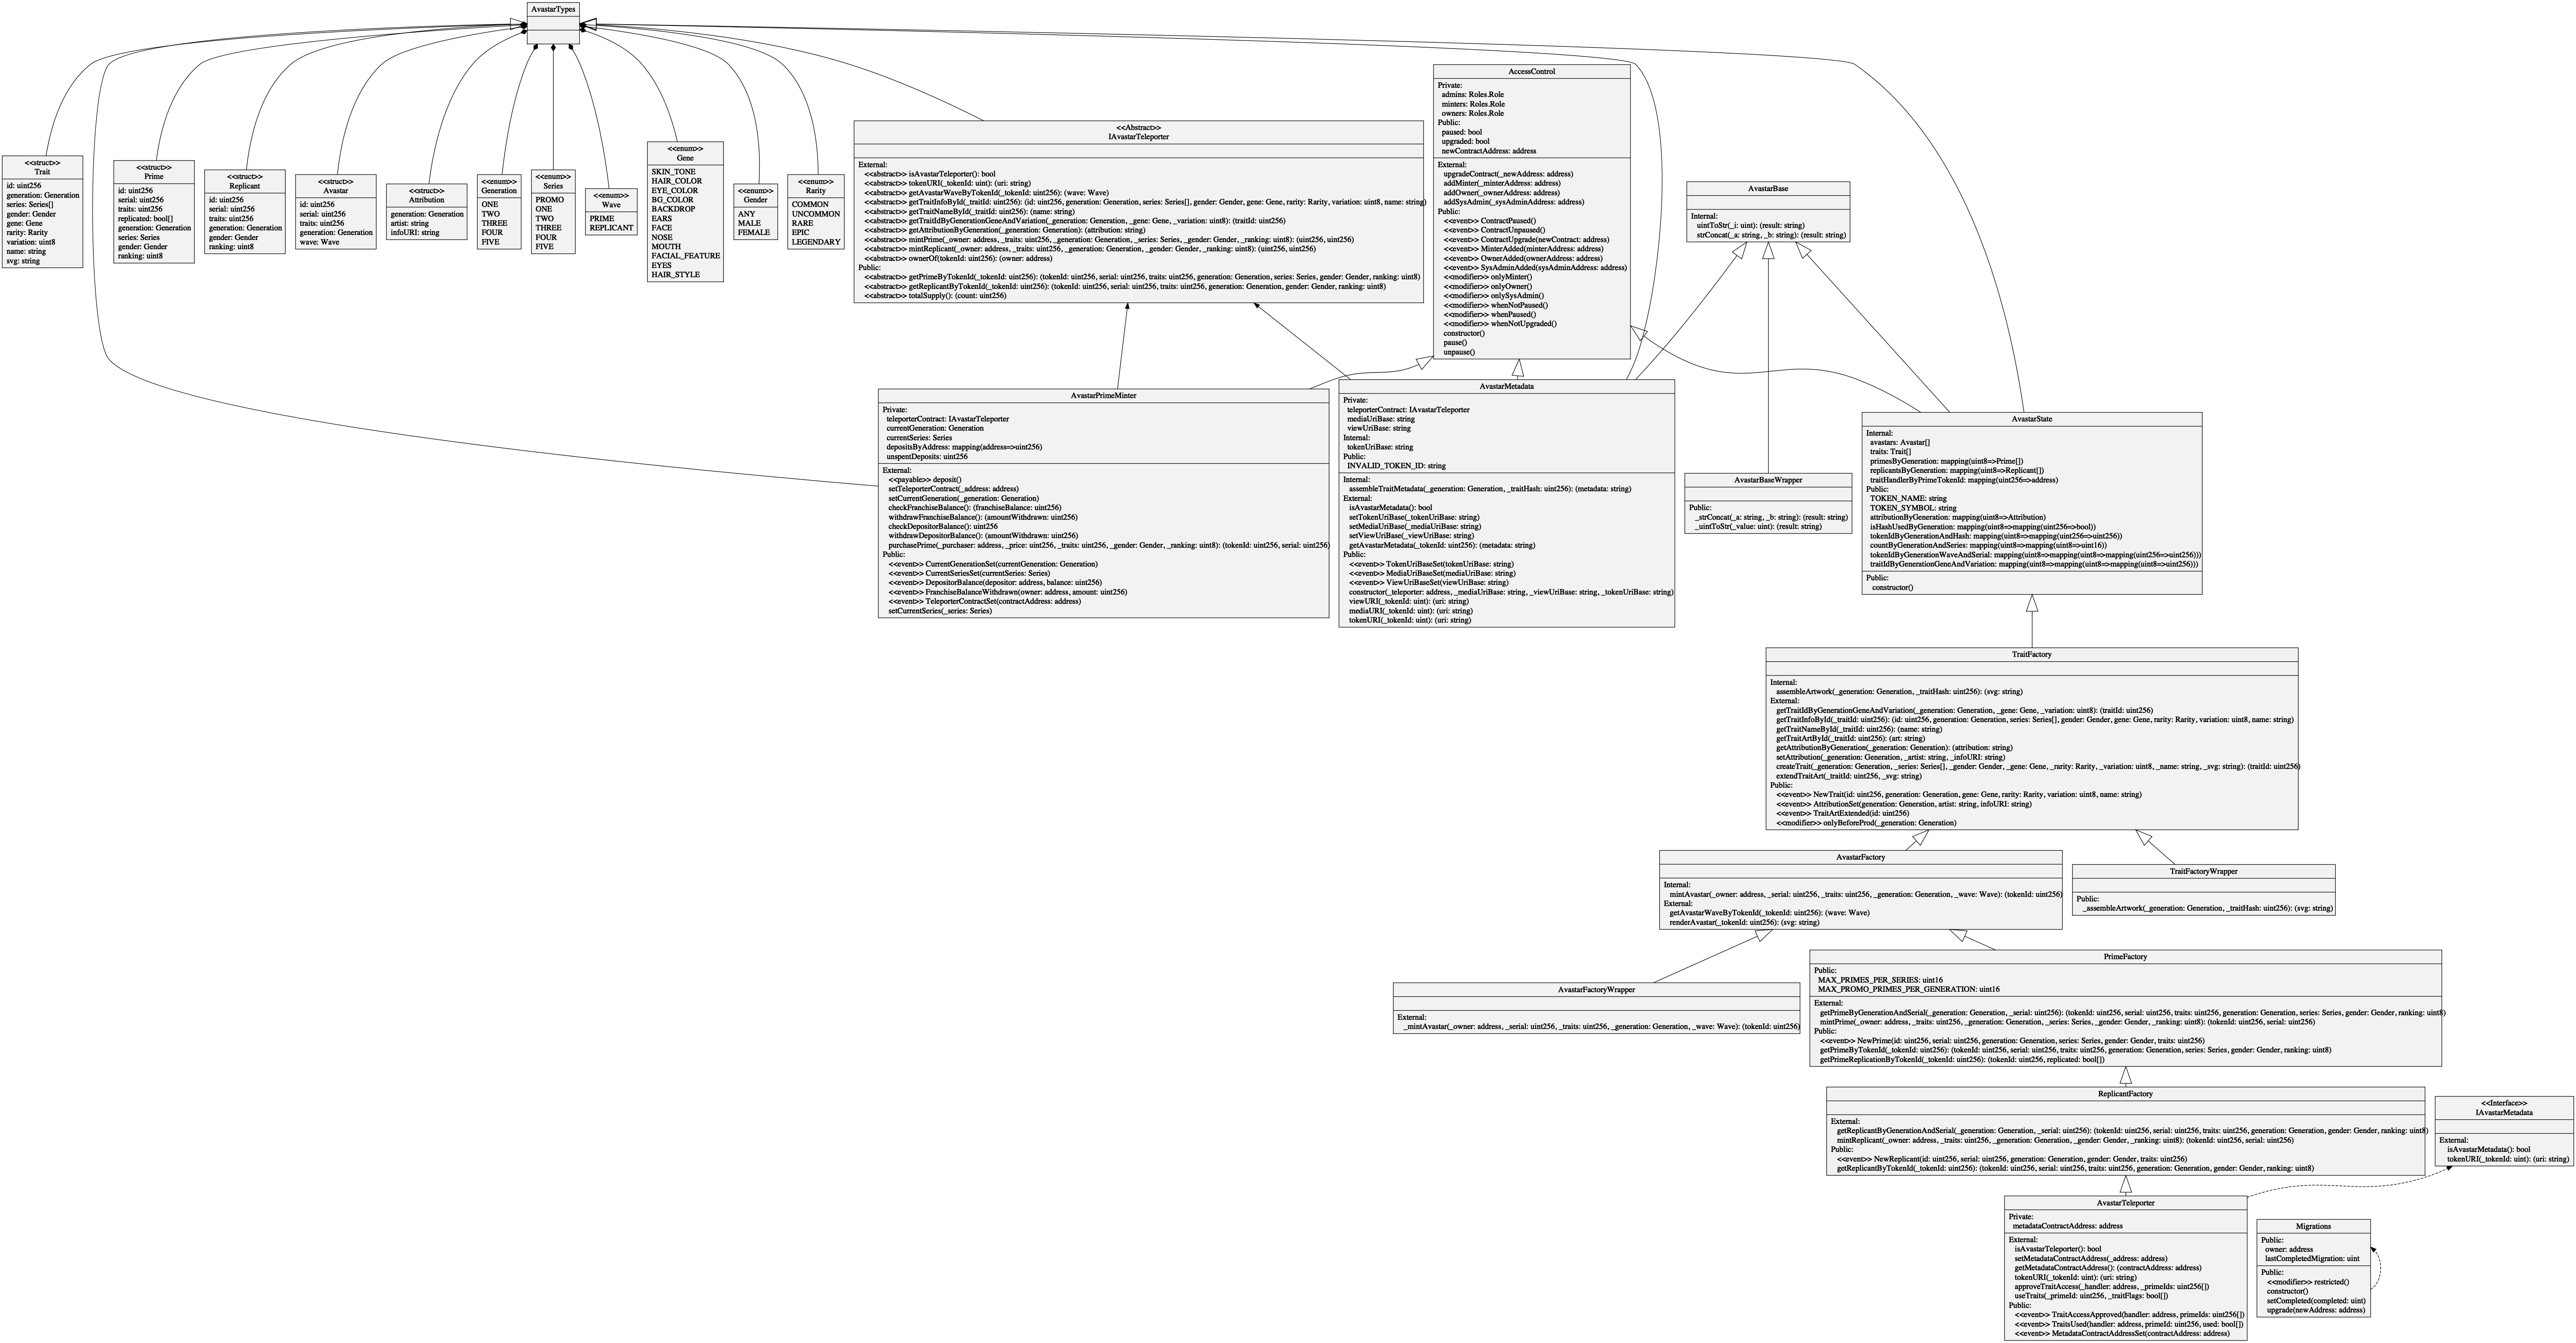 AvastarTypes
<<struct>>
Trait
id: uint256
generation: Generation
series: Series[]
gender: Gender
gene: Gene
rarity: Rarity
variation: uint8
name: string
svg: string
<<struct>>
Prime
id: uint256
serial: uint256
traits: uint256
replicated: bool[]
generation: Generation
series: Series
gender: Gender
ranking: uint8
<<struct>>
Replicant
id: uint256
serial: uint256
traits: uint256
generation: Generation
gender: Gender
ranking: uint8
<<struct>>
Avastar
id: uint256
serial: uint256
traits: uint256
generation: Generation
wave: Wave
<<struct>>
Attribution
generation: Generation
artist: string
infoURI: string
<<enum>>
Generation
ONE
TWO
THREE
FOUR
FIVE
<<enum>>
Series
PROMO
ONE
TWO
THREE
FOUR
FIVE
<<enum>>
Wave
PRIME
REPLICANT
<<enum>>
Gene
SKIN_TONE
HAIR_COLOR
EYE_COLOR
BG_COLOR
BACKDROP
EARS
FACE
NOSE
MOUTH
FACIAL_FEATURE
EYES
HAIR_STYLE
<<enum>>
Gender
ANY
MALE
FEMALE
<<enum>>
Rarity
COMMON
UNCOMMON
RARE
EPIC
LEGENDARY
<<Abstract>>
IAvastarTeleporter
External:
<<abstract>> isAvastarTeleporter(): bool
<<abstract>> tokenURI(_tokenId: uint): (uri: string)
<<abstract>> getAvastarWaveByTokenId(_tokenId: uint256): (wave: Wave)
<<abstract>> getTraitInfoById(_traitId: uint256): (id: uint256, generation: Generation, series: Series[], gender: Gender, gene: Gene, rarity: Rarity, variation: uint8, name: string)
<<abstract>> getTraitNameById(_traitId: uint256): (name: string)
<<abstract>> getTraitIdByGenerationGeneAndVariation(_generation: Generation, _gene: Gene, _variation: uint8): (traitId: uint256)
<<abstract>> getAttributionByGeneration(_generation: Generation): (attribution: string)
<<abstract>> mintPrime(_owner: address, _traits: uint256, _generation: Generation, _series: Series, _gender: Gender, _ranking: uint8): (uint256, uint256)
<<abstract>> mintReplicant(_owner: address, _traits: uint256, _generation: Generation, _gender: Gender, _ranking: uint8): (uint256, uint256)
<<abstract>> ownerOf(tokenId: uint256): (owner: address)
Public:
<<abstract>> getPrimeByTokenId(_tokenId: uint256): (tokenId: uint256, serial: uint256, traits: uint256, generation: Generation, series: Series, gender: Gender, ranking: uint8)
<<abstract>> getReplicantByTokenId(_tokenId: uint256): (tokenId: uint256, serial: uint256, traits: uint256, generation: Generation, gender: Gender, ranking: uint8)
<<abstract>> totalSupply(): (count: uint256)
AccessControl
Private:
admins: Roles.Role
minters: Roles.Role
owners: Roles.Role
Public:
paused: bool
upgraded: bool
newContractAddress: address
External:
upgradeContract(_newAddress: address)
addMinter(_minterAddress: address)
addOwner(_ownerAddress: address)
addSysAdmin(_sysAdminAddress: address)
Public:
<<event>> ContractPaused()
<<event>> ContractUnpaused()
<<event>> ContractUpgrade(newContract: address)
<<event>> MinterAdded(minterAddress: address)
<<event>> OwnerAdded(ownerAddress: address)
<<event>> SysAdminAdded(sysAdminAddress: address)
<<modifier>> onlyMinter()
<<modifier>> onlyOwner()
<<modifier>> onlySysAdmin()
<<modifier>> whenNotPaused()
<<modifier>> whenPaused()
<<modifier>> whenNotUpgraded()
constructor()
pause()
unpause()
AvastarBase
Internal:
uintToStr(_i: uint): (result: string)
strConcat(_a: string, _b: string): (result: string)
AvastarPrimeMinter
Private:
teleporterContract: IAvastarTeleporter
currentGeneration: Generation
currentSeries: Series
depositsByAddress: mapping(address=>uint256)
unspentDeposits: uint256
External:
<<payable>> deposit()
setTeleporterContract(_address: address)
setCurrentGeneration(_generation: Generation)
checkFranchiseBalance(): (franchiseBalance: uint256)
withdrawFranchiseBalance(): (amountWithdrawn: uint256)
checkDepositorBalance(): uint256
withdrawDepositorBalance(): (amountWithdrawn: uint256)
purchasePrime(_purchaser: address, _price: uint256, _traits: uint256, _gender: Gender, _ranking: uint8): (tokenId: uint256, serial: uint256)
Public:
<<event>> CurrentGenerationSet(currentGeneration: Generation)
<<event>> CurrentSeriesSet(currentSeries: Series)
<<event>> DepositorBalance(depositor: address, balance: uint256)
<<event>> FranchiseBalanceWithdrawn(owner: address, amount: uint256)
<<event>> TeleporterContractSet(contractAddress: address)
setCurrentSeries(_series: Series)
AvastarMetadata
Private:
teleporterContract: IAvastarTeleporter
mediaUriBase: string
viewUriBase: string
Internal:
tokenUriBase: string
Public:
INVALID_TOKEN_ID: string
Internal:
assembleTraitMetadata(_generation: Generation, _traitHash: uint256): (metadata: string)
External:
isAvastarMetadata(): bool
setTokenUriBase(_tokenUriBase: string)
setMediaUriBase(_mediaUriBase: string)
setViewUriBase(_viewUriBase: string)
getAvastarMetadata(_tokenId: uint256): (metadata: string)
Public:
<<event>> TokenUriBaseSet(tokenUriBase: string)
<<event>> MediaUriBaseSet(mediaUriBase: string)
<<event>> ViewUriBaseSet(viewUriBase: string)
constructor(_teleporter: address, _mediaUriBase: string, _viewUriBase: string, _tokenUriBase: string)
viewURI(_tokenId: uint): (uri: string)
mediaURI(_tokenId: uint): (uri: string)
tokenURI(_tokenId: uint): (uri: string)
AvastarBaseWrapper
Public:
_strConcat(_a: string, _b: string): (result: string)
_uintToStr(_value: uint): (result: string)
AvastarState
Internal:
avastars: Avastar[]
traits: Trait[]
primesByGeneration: mapping(uint8=>Prime[])
replicantsByGeneration: mapping(uint8=>Replicant[])
traitHandlerByPrimeTokenId: mapping(uint256=>address)
Public:
TOKEN_NAME: string
TOKEN_SYMBOL: string
attributionByGeneration: mapping(uint8=>Attribution)
isHashUsedByGeneration: mapping(uint8=>mapping(uint256=>bool))
tokenIdByGenerationAndHash: mapping(uint8=>mapping(uint256=>uint256))
countByGenerationAndSeries: mapping(uint8=>mapping(uint8=>uint16))
tokenIdByGenerationWaveAndSerial: mapping(uint8=>mapping(uint8=>mapping(uint256=>uint256)))
traitIdByGenerationGeneAndVariation: mapping(uint8=>mapping(uint8=>mapping(uint8=>uint256)))
Public:
constructor()
TraitFactory
Internal:
assembleArtwork(_generation: Generation, _traitHash: uint256): (svg: string)
External:
getTraitIdByGenerationGeneAndVariation(_generation: Generation, _gene: Gene, _variation: uint8): (traitId: uint256)
getTraitInfoById(_traitId: uint256): (id: uint256, generation: Generation, series: Series[], gender: Gender, gene: Gene, rarity: Rarity, variation: uint8, name: string)
getTraitNameById(_traitId: uint256): (name: string)
getTraitArtById(_traitId: uint256): (art: string)
getAttributionByGeneration(_generation: Generation): (attribution: string)
setAttribution(_generation: Generation, _artist: string, _infoURI: string)
createTrait(_generation: Generation, _series: Series[], _gender: Gender, _gene: Gene, _rarity: Rarity, _variation: uint8, _name: string, _svg: string): (traitId: uint256)
extendTraitArt(_traitId: uint256, _svg: string)
Public:
<<event>> NewTrait(id: uint256, generation: Generation, gene: Gene, rarity: Rarity, variation: uint8, name: string)
<<event>> AttributionSet(generation: Generation, artist: string, infoURI: string)
<<event>> TraitArtExtended(id: uint256)
<<modifier>> onlyBeforeProd(_generation: Generation)
AvastarFactory
Internal:
mintAvastar(_owner: address, _serial: uint256, _traits: uint256, _generation: Generation, _wave: Wave): (tokenId: uint256)
External:
getAvastarWaveByTokenId(_tokenId: uint256): (wave: Wave)
renderAvastar(_tokenId: uint256): (svg: string)
TraitFactoryWrapper
Public:
_assembleArtwork(_generation: Generation, _traitHash: uint256): (svg: string)
AvastarFactoryWrapper
External:
_mintAvastar(_owner: address, _serial: uint256, _traits: uint256, _generation: Generation, _wave: Wave): (tokenId: uint256)
PrimeFactory
Public:
MAX_PRIMES_PER_SERIES: uint16
MAX_PROMO_PRIMES_PER_GENERATION: uint16
External:
getPrimeByGenerationAndSerial(_generation: Generation, _serial: uint256): (tokenId: uint256, serial: uint256, traits: uint256, generation: Generation, series: Series, gender: Gender, ranking: uint8)
mintPrime(_owner: address, _traits: uint256, _generation: Generation, _series: Series, _gender: Gender, _ranking: uint8): (tokenId: uint256, serial: uint256)
Public:
<<event>> NewPrime(id: uint256, serial: uint256, generation: Generation, series: Series, gender: Gender, traits: uint256)
getPrimeByTokenId(_tokenId: uint256): (tokenId: uint256, serial: uint256, traits: uint256, generation: Generation, series: Series, gender: Gender, ranking: uint8)
getPrimeReplicationByTokenId(_tokenId: uint256): (tokenId: uint256, replicated: bool[])
ReplicantFactory
External:
getReplicantByGenerationAndSerial(_generation: Generation, _serial: uint256): (tokenId: uint256, serial: uint256, traits: uint256, generation: Generation, gender: Gender, ranking: uint8)
mintReplicant(_owner: address, _traits: uint256, _generation: Generation, _gender: Gender, _ranking: uint8): (tokenId: uint256, serial: uint256)
Public:
<<event>> NewReplicant(id: uint256, serial: uint256, generation: Generation, gender: Gender, traits: uint256)
getReplicantByTokenId(_tokenId: uint256): (tokenId: uint256, serial: uint256, traits: uint256, generation: Generation, gender: Gender, ranking: uint8)
<<Interface>>
IAvastarMetadata
External:
isAvastarMetadata(): bool
tokenURI(_tokenId: uint): (uri: string)
AvastarTeleporter
Private:
metadataContractAddress: address
External:
isAvastarTeleporter(): bool
setMetadataContractAddress(_address: address)
getMetadataContractAddress(): (contractAddress: address)
tokenURI(_tokenId: uint): (uri: string)
approveTraitAccess(_handler: address, _primeIds: uint256[])
useTraits(_primeId: uint256, _traitFlags: bool[])
Public:
<<event>> TraitAccessApproved(handler: address, primeIds: uint256[])
<<event>> TraitsUsed(handler: address, primeId: uint256, used: bool[])
<<event>> MetadataContractAddressSet(contractAddress: address)
Migrations
Public:
owner: address
lastCompletedMigration: uint
Public:
<<modifier>> restricted()
constructor()
setCompleted(completed: uint)
upgrade(newAddress: address)